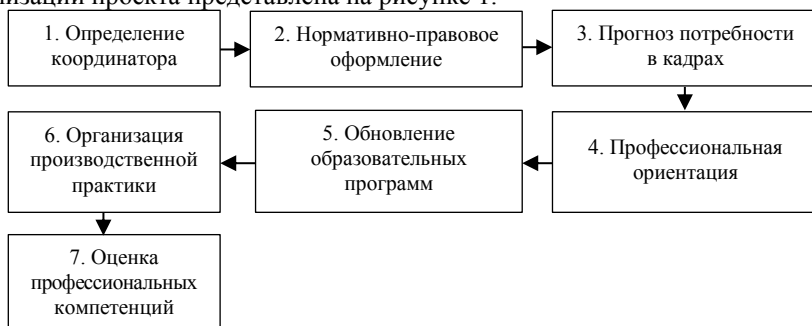 низации проекта представлена на рисунке 1.
1. Определение
координатора
2. Нормативно-правовое
оформление
3. Прогноз потребности
в кадрах
4. Профессиональная
ориентация
5. Обновление
образовательных
программ
6. Организация
производственной
практики
7. Оценка
профессиональных
компетенций